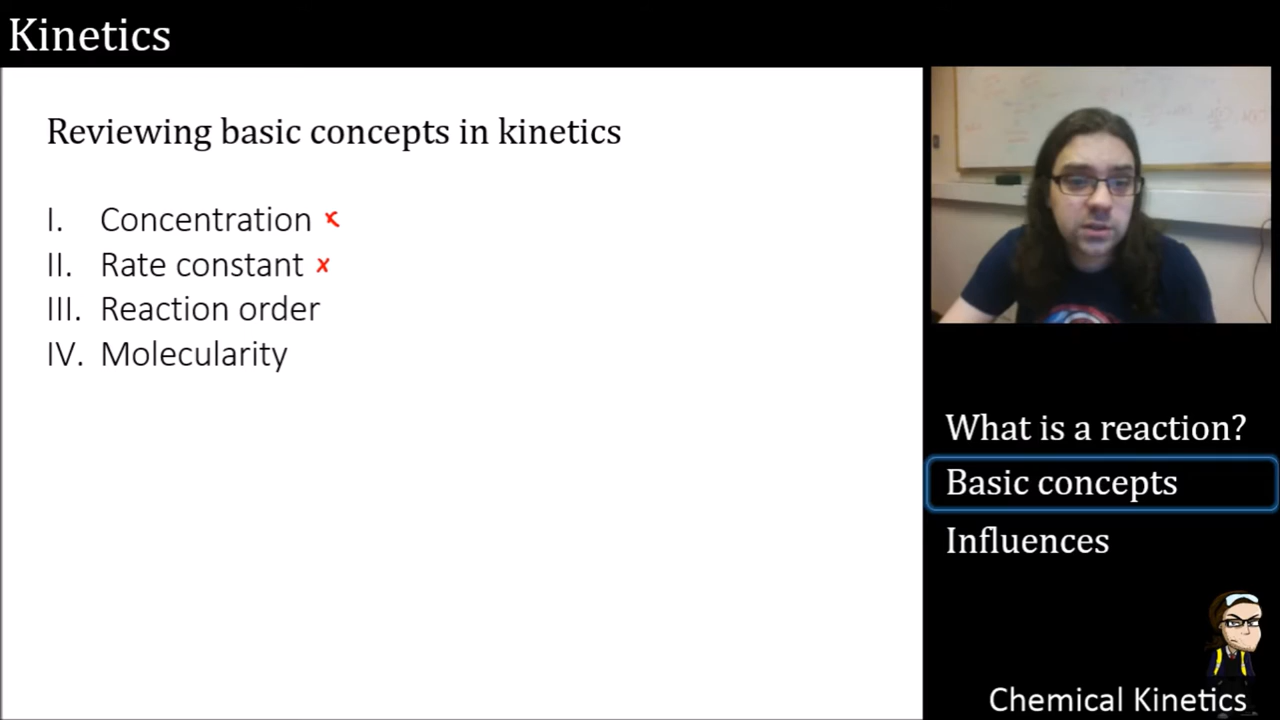 Kinetics
Reviewing basic concepts in kinetics
I. Concentration x
II. Rate constant x
III. Reaction order
IV. Molecularity
What is a reaction?
Basic concepts
Influences
Chemical Kinetics